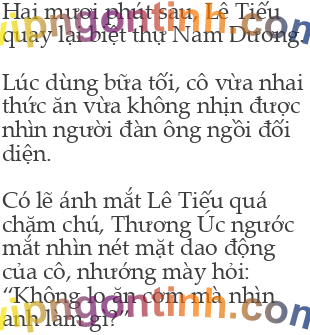 Hai mươi phút sau, Lê Tiếu
quay lại biệt thự Nam Dương.
Lúc dùng bữa tối, cô vừa nhai
thức ăn vừa không nhịn được
nhìn người đàn ông ngồi đối
diện.
Có lẽ ánh mắt Lê Tiếu quá
chăm chú, Thương Úc ngước
mắt nhìn nét mặt dao động
của cô, nhướng mày hỏi:
“Không lo ăn cơm mà nhìn
anh làm gì?”
vipngontinh.com
vipngontinh.com